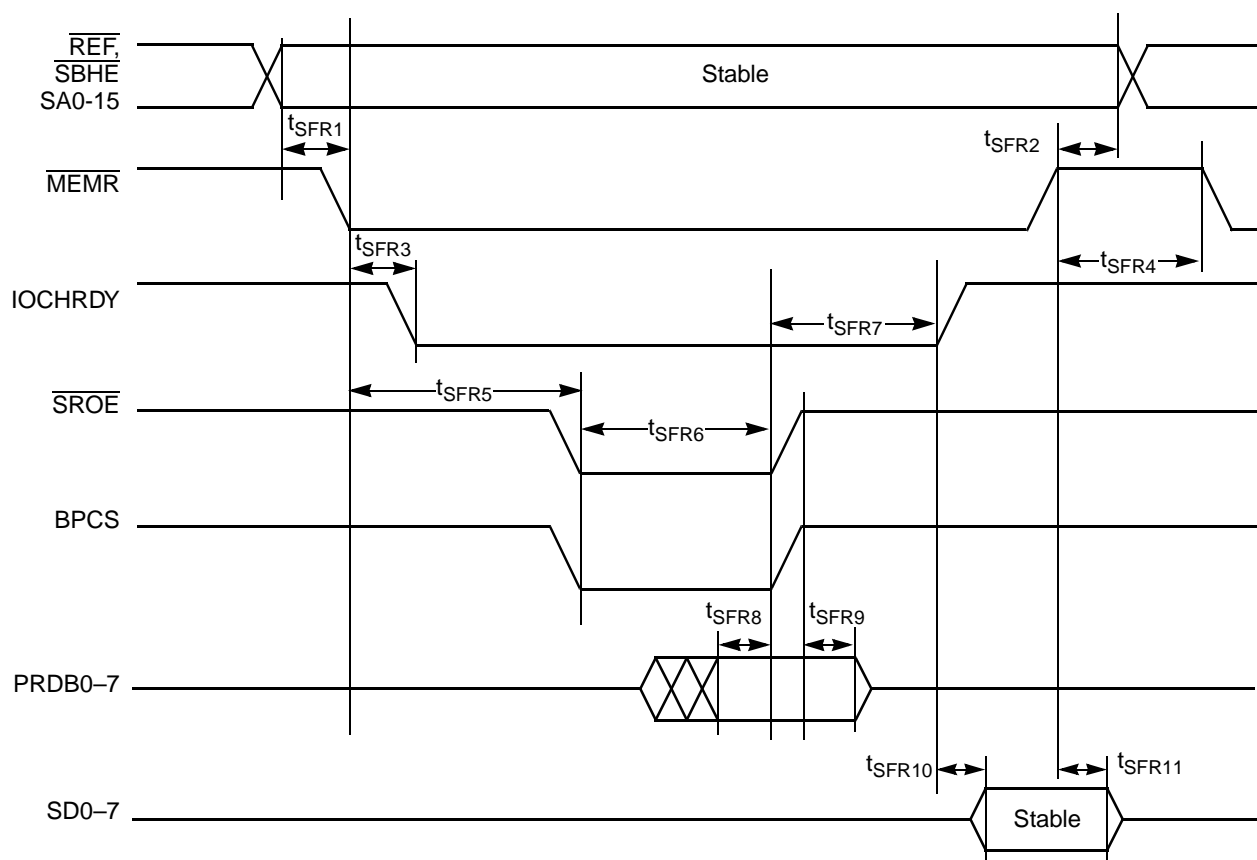 REF,
SBHE
SA0-15
Stable
tSFR1
tSFR2
MEMR
tSFR3
tSFR4
IOCHRDY
tSFR7
tSFR5
SROE
tSFR6
BPCS
tSFR8
tSFR9
PRDB0–7
tSFR10
tSFR11
SD0–7
Stable